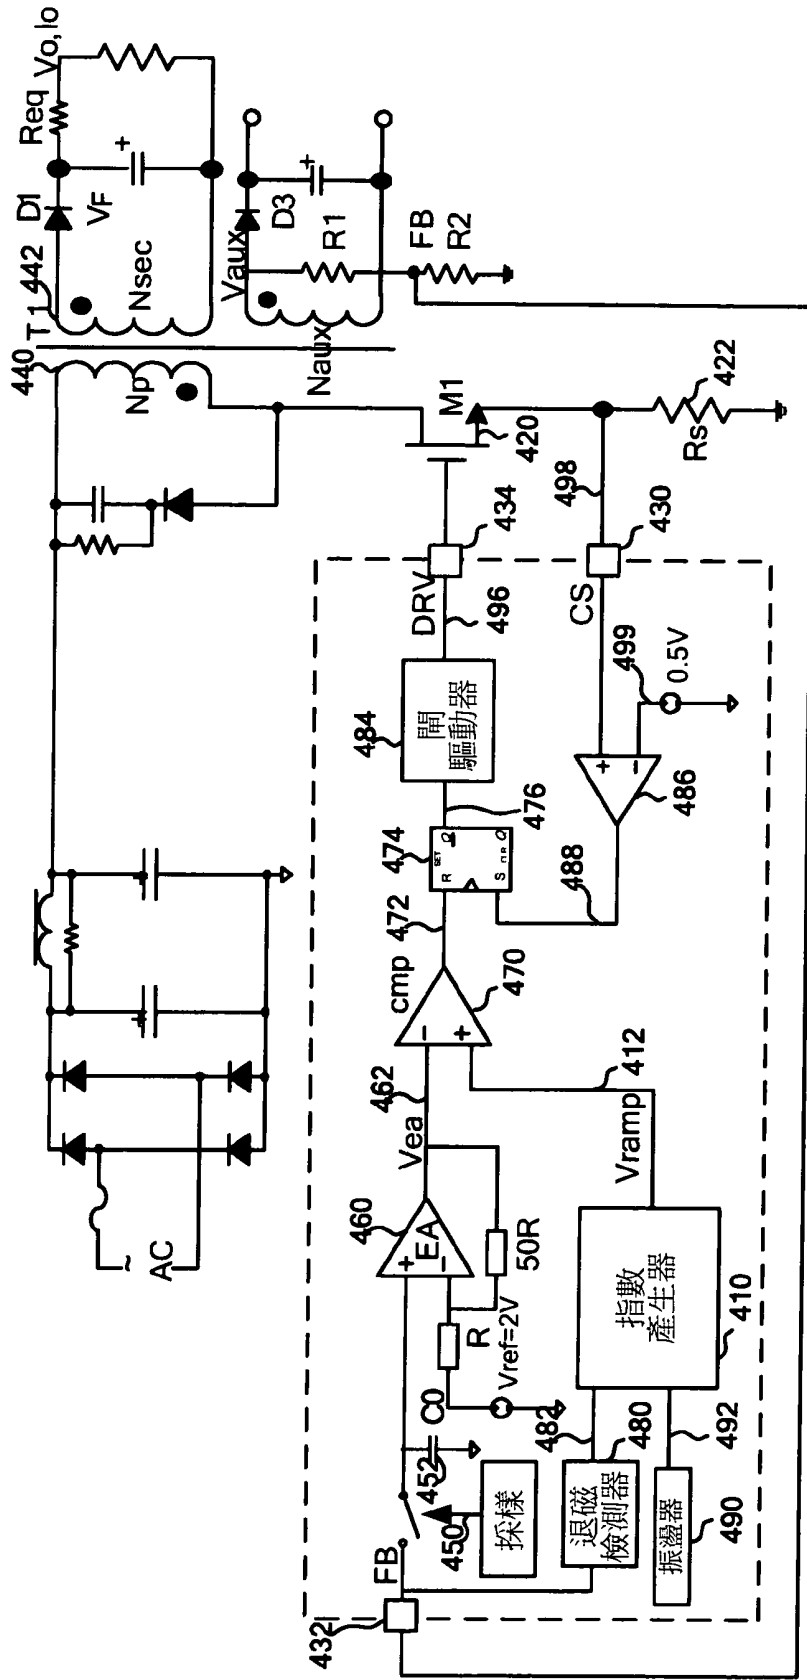 ~
AC
440
T1
442
Np
Nsec
D1
VF
Req
Vo,Io
Naux
Vaux
D3
R1
FB
R2
M1
420
498
Rs
422
432
FB
450
採樣
452
C0
R
Vref=2V
50R
460
EA
+
−
Vea
462
cmp
470
−
+
472
474
R
SET
Q
S
CLR
Q
476
484
閘
驅動器
DRV
496
434
CS
430
499
0.5V
+
−
486
488
退磁
檢測器
480
482
振盪器
490
492
指數
產生器
410
Vramp
412